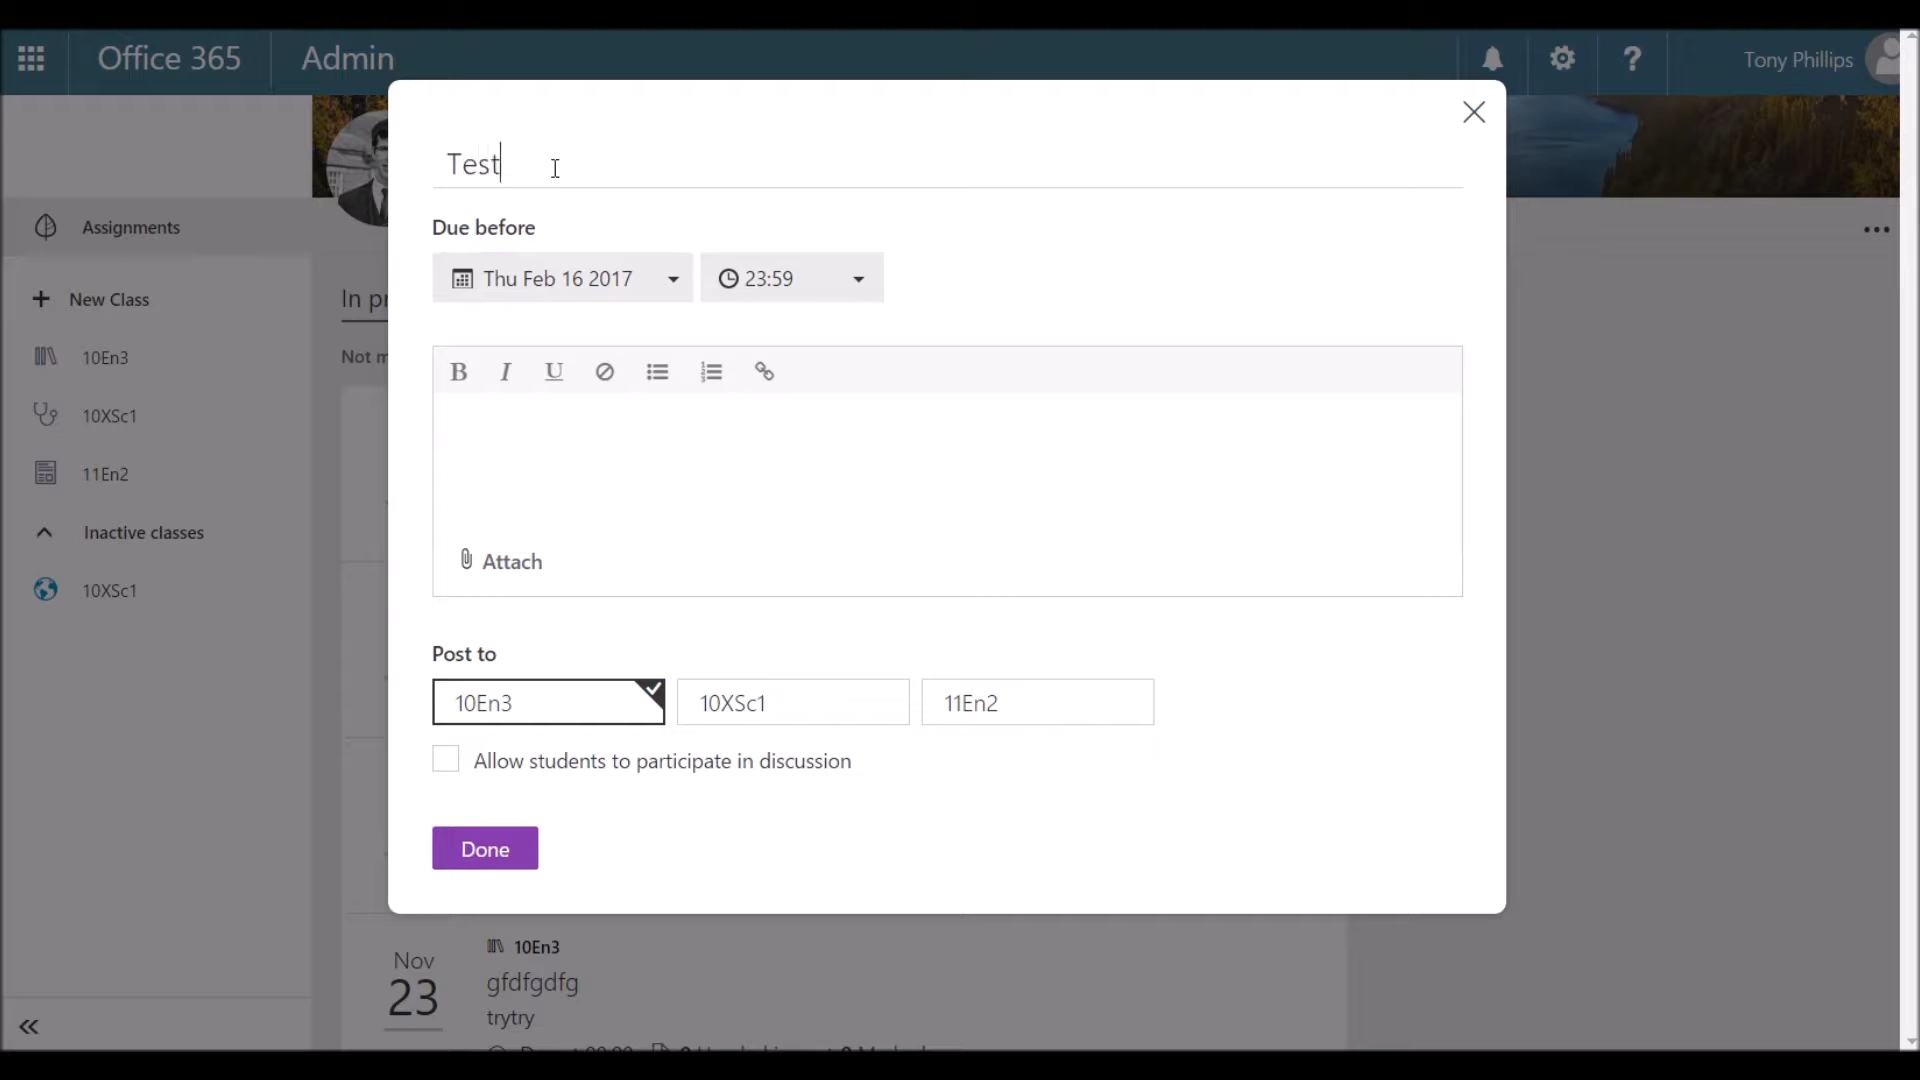 Office 365 Admin Tony Phillips
Test
Assignments
Due before
Thu Feb 16 2017 23:59
New Class
In pr
Not m
10En3
B I U
10XSc1
11En2
Inactive classes
Attach
10XSc1
Post to
10En3 10XSc1 11En2
Allow students to participate in discussion
Done
10En3
Nov
23
gfdfgdfg
trytry